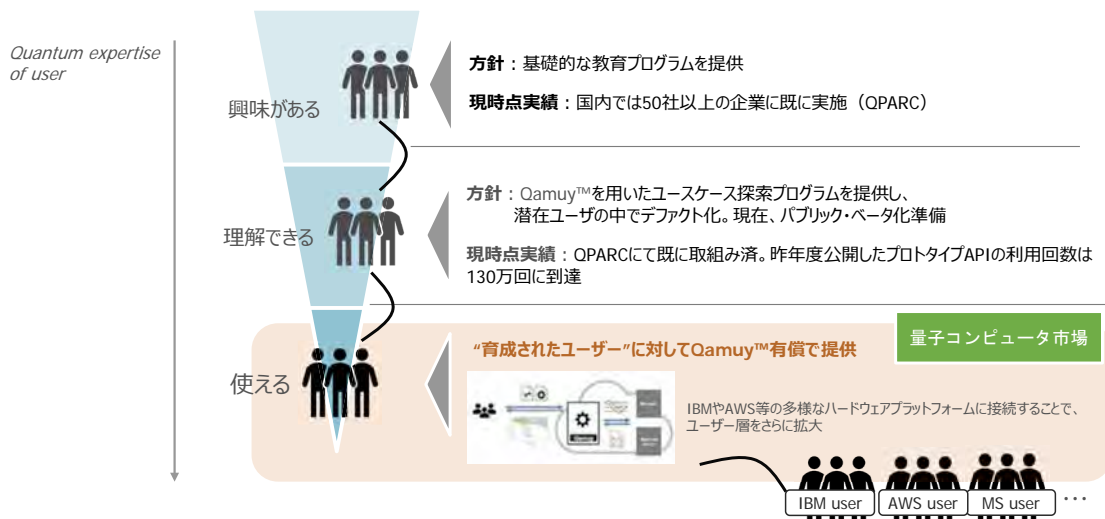 Quantum expertise
of user
興味がある
方針：基礎的な教育プログラムを提供
現時点実績：国内では50社以上の企業に既に実施（QPARC）
理解できる
方針：Qamuy™を用いたユースケース探索プログラムを提供し、
潜在ユーザの中でデファクト化。現在、パブリック・ベータ化準備
現時点実績：QPARCにて既に取組み済。昨年度公開したプロトタイプAPIの利用回数は
130万回に到達
量子コンピュータ市場
使える
“育成されたユーザー”に対してQamuy™有償で提供
IBMやAWS等の多様なハードウェアプラットフォームに接続することで、
ユーザー層をさらに拡大
IBM user
AWS user
MS user
…